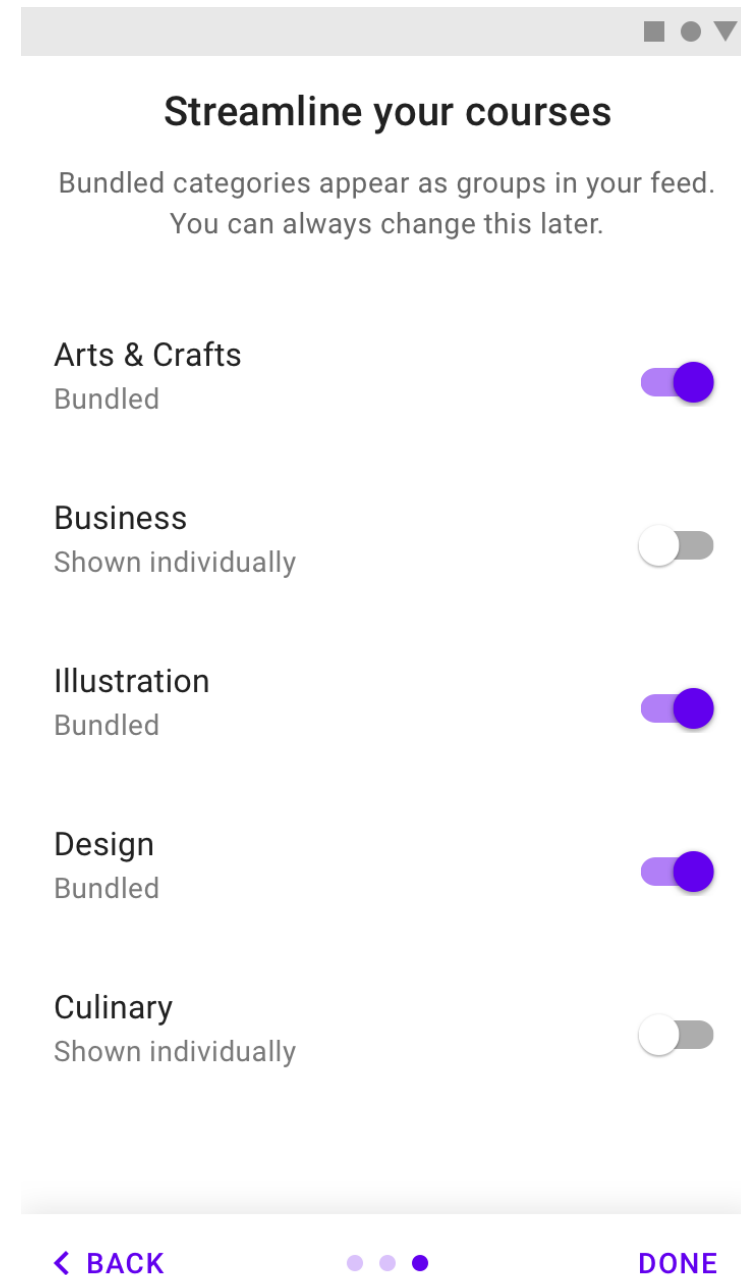 Streamline your courses
Bundled categories appear as groups in your feed.
You can always change this later.
Arts & Crafts
Bundled
Business
Shown individually
Illustration
Bundled
Design
Bundled
Culinary
Shown individually
BACK
DONE